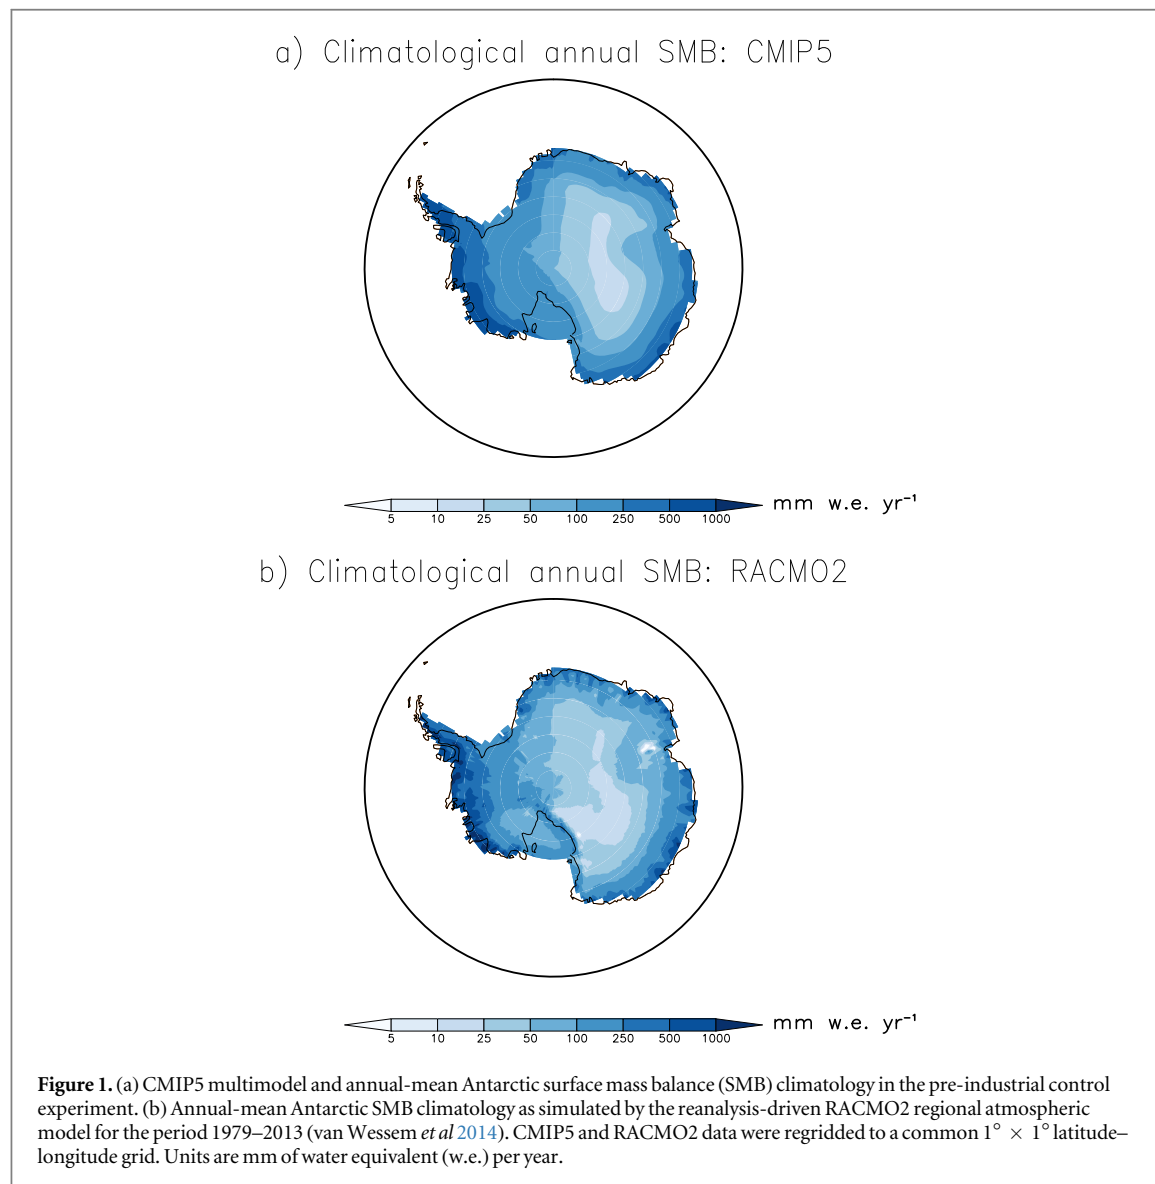 a) Climatological annual SMB: CMIP5
mm w.e. yr⁻¹
5 10 25 50 100 250 500 1000
b) Climatological annual SMB: RACMO2
mm w.e. yr⁻¹
5 10 25 50 100 250 500 1000
Figure 1. (a) CMIP5 multimodel and annual-mean Antarctic surface mass balance (SMB) climatology in the pre-industrial control
experiment. (b) Annual-mean Antarctic SMB climatology as simulated by the reanalysis-driven RACMO2 regional atmospheric
model for the period 1979–2013 (van Wessem et al 2014). CMIP5 and RACMO2 data were regridded to a common 1° × 1° latitude–
longitude grid. Units are mm of water equivalent (w.e.) per year.